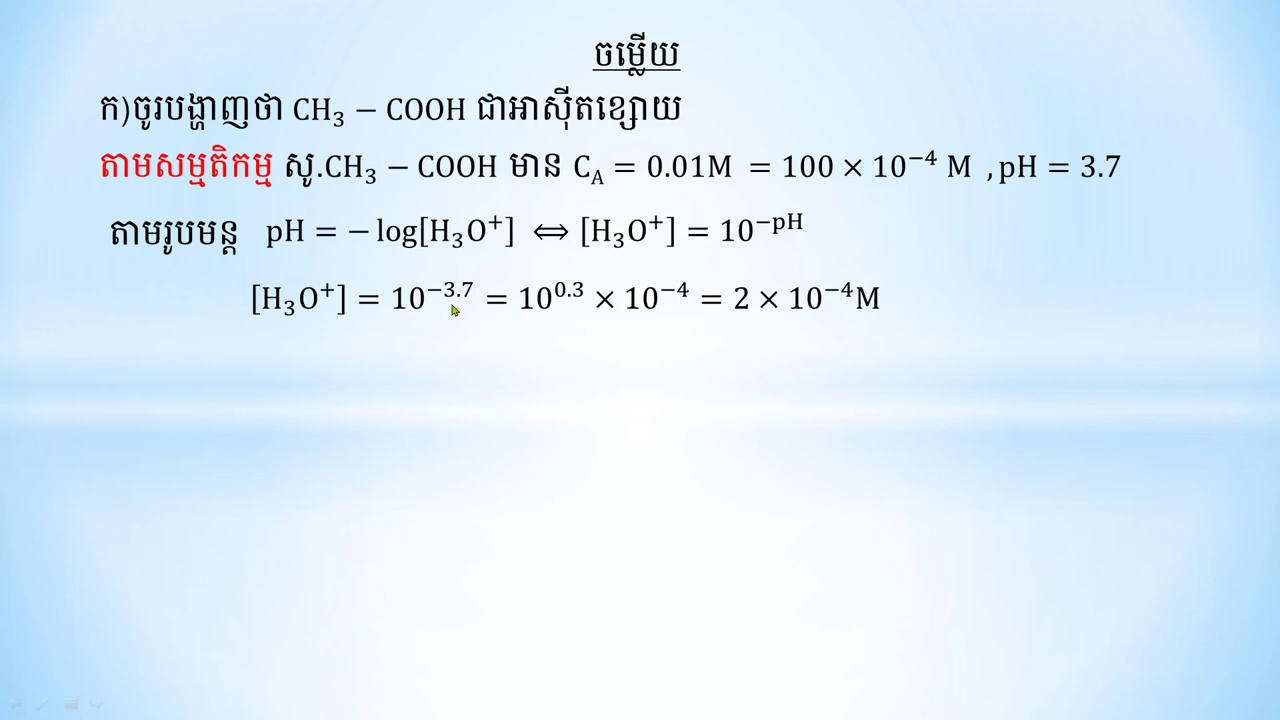 ចម្លើយ
ក)ចូរបង្ហាញថា CH₃ − COOH ជាអាស៊ីតខ្សោយ
តាមសម្មតិកម្ម សូ.CH₃ − COOH មាន C_A = 0.01M = 100 × 10⁻⁴ M , pH = 3.7
តាមរូបមន្ត pH = − log[H₃O⁺] ⟺ [H₃O⁺] = 10^(−pH)
[H₃O⁺] = 10^(−3.7) = 10^(0.3) × 10⁻⁴ = 2 × 10⁻⁴M